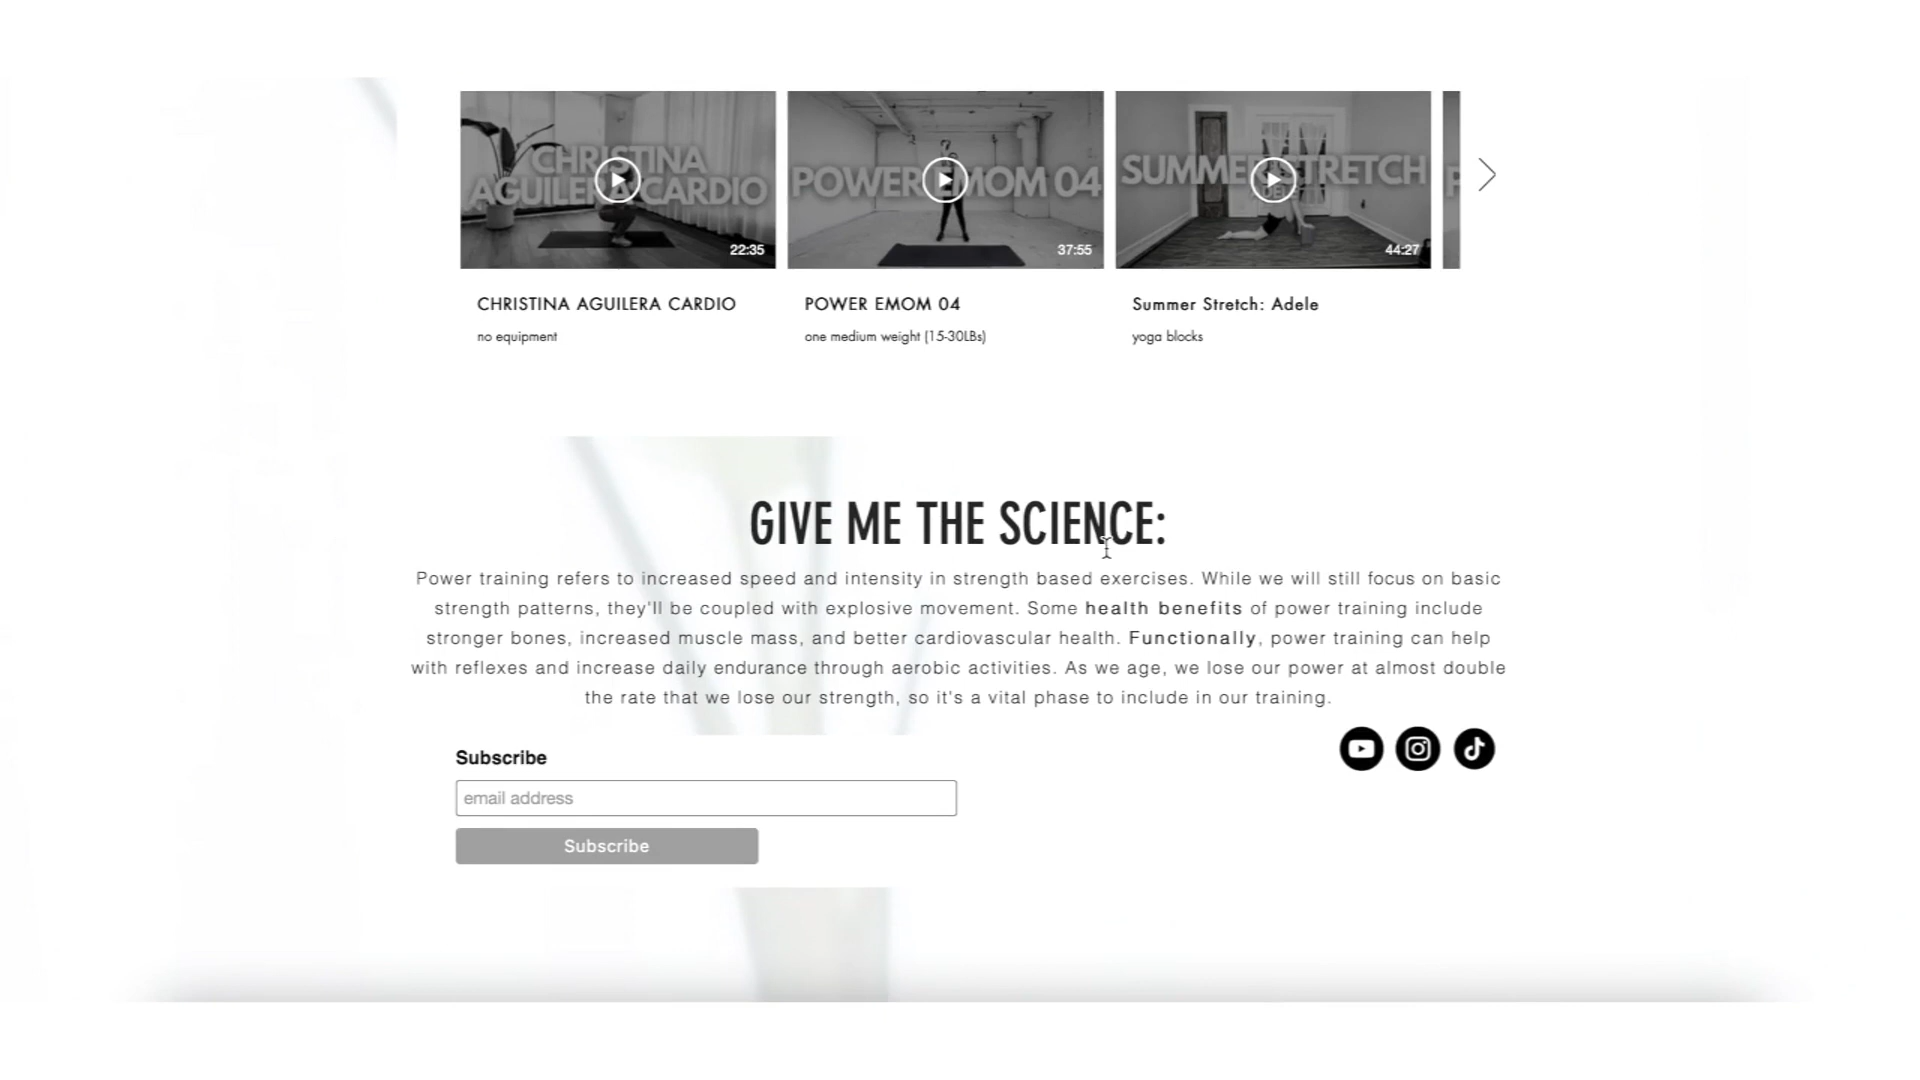 CHRISTINA
AGUILERA CARDIO
22:35
POWER EMOM 04
37:55
SUMMER STRETCH
44:27
CHRISTINA AGUILERA CARDIO
no equipment
POWER EMOM 04
one medium weight (15-30LBs)
Summer Stretch: Adele
yoga blocks
GIVE ME THE SCIENCE:
Power training refers to increased speed and intensity in strength based exercises. While we will still focus on basic
strength patterns, they'll be coupled with explosive movement. Some health benefits of power training include
stronger bones, increased muscle mass, and better cardiovascular health. Functionally, power training can help
with reflexes and increase daily endurance through aerobic activities. As we age, we lose our power at almost double
the rate that we lose our strength, so it's a vital phase to include in our training.
Subscribe
email address
Subscribe